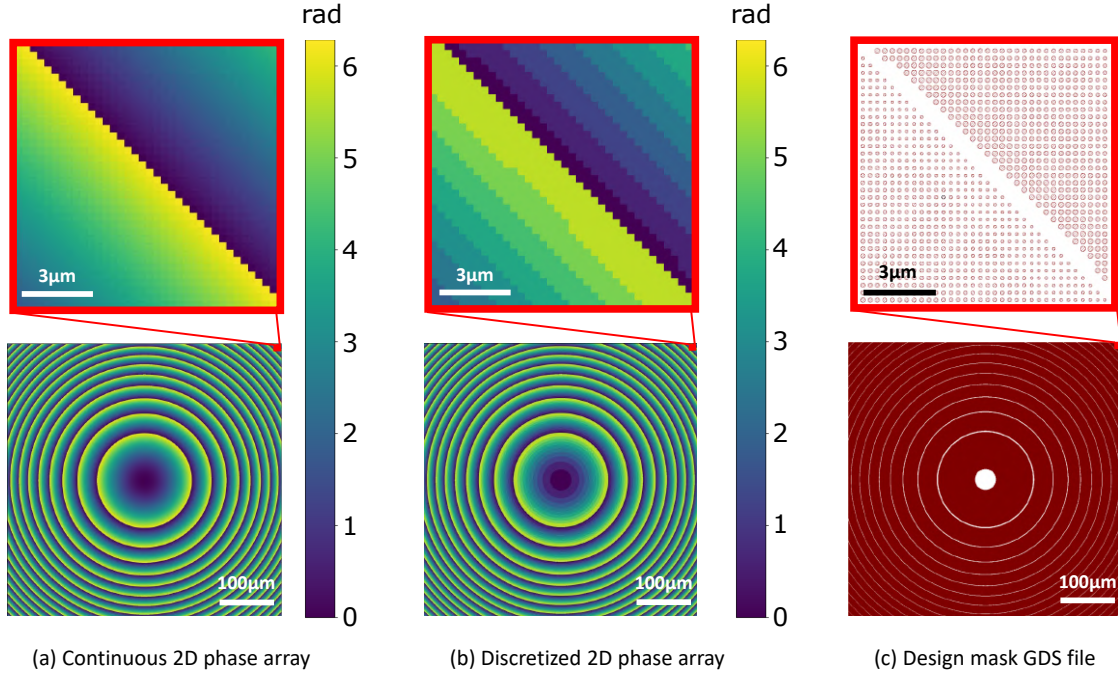 rad
rad
6
5
4
3
2
1
0
6
5
4
3
2
1
0
3μm
3μm
3μm
100μm
100μm
100μm
(a) Continuous 2D phase array
(b) Discretized 2D phase array
(c) Design mask GDS file